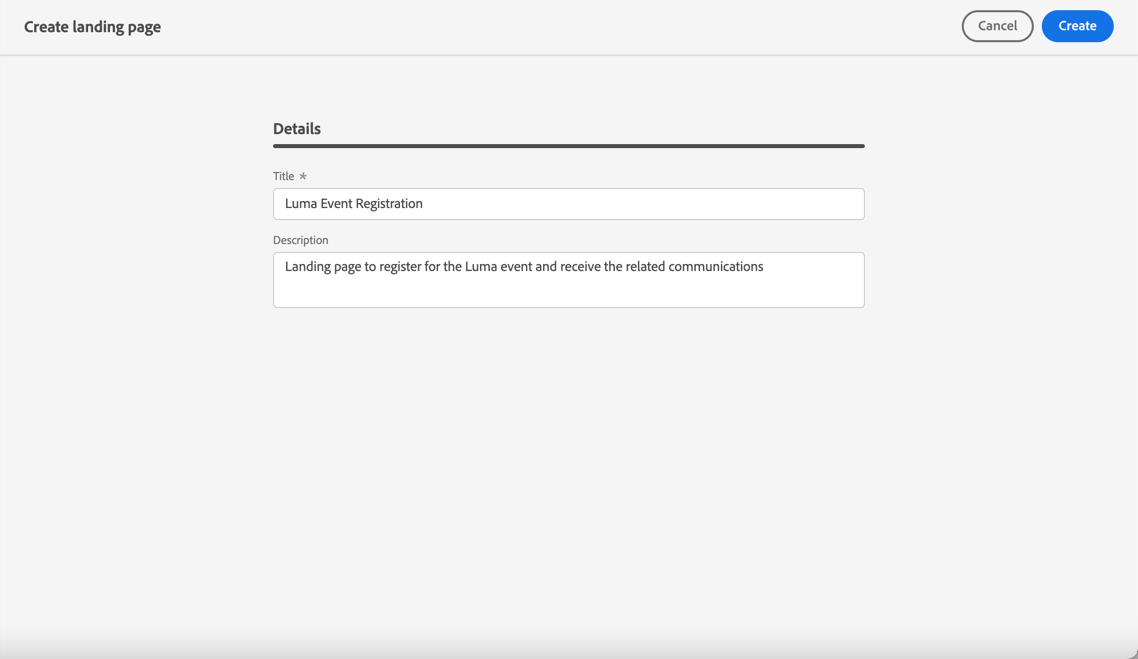 Create landing page
Cancel
Create
Details
Title *
Luma Event Registration
Description
Landing page to register for the Luma event and receive the related communications